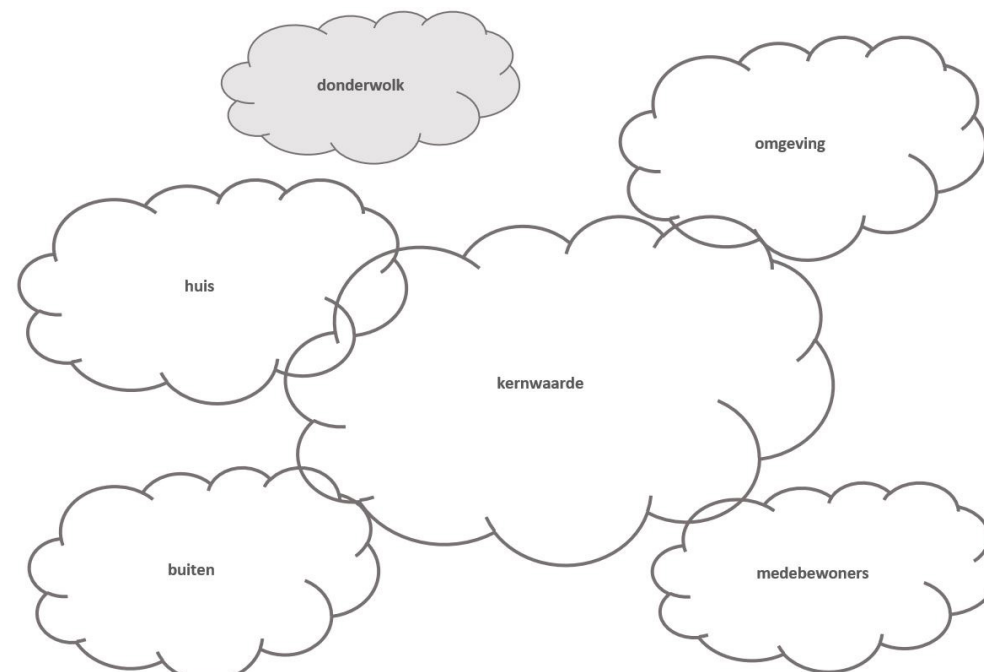 donderwolk
omgeving
huis
kernwaarde
buiten
medebewoners